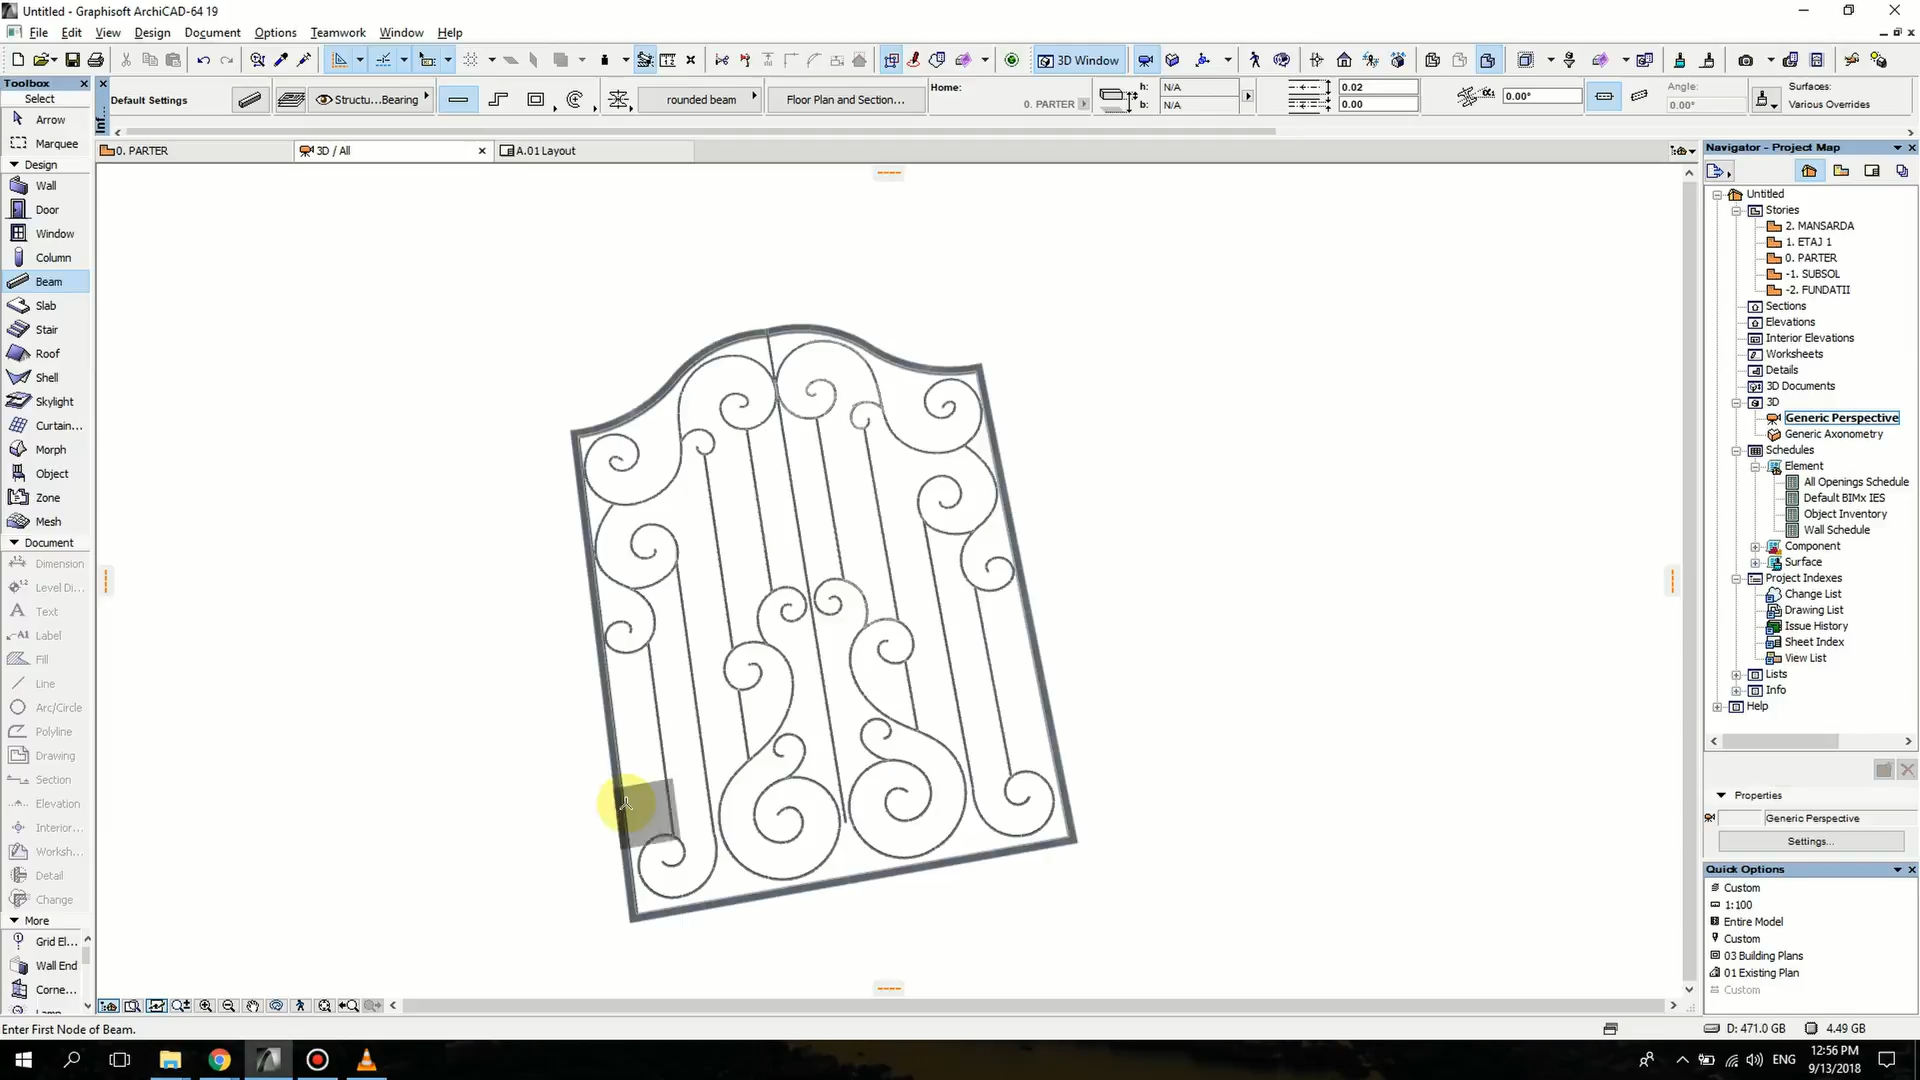 Untitled - Graphisoft ArchiCAD-64 19
File Edit View Design Document Options Teamwork Window Help
3D Window
Toolbox
Select
Arrow
Marquee
Design
Wall
Door
Window
Column
Beam
Slab
Stair
Roof
Shell
Skylight
Curtain...
Morph
Object
Zone
Mesh
Document
Dimension
Level Di...
Text
Label
Fill
Line
Arc/Circle
Polyline
Drawing
Section
Elevation
Interior...
Worksh...
Detail
Change
More
Grid El...
Wall End
Corne...
Default Settings
Structu...Bearing
rounded beam
Floor Plan and Section...
Home:
0. PARTER
h:
N/A
b:
N/A
0.02
0.00
0.00°
Angle:
0.00°
Surfaces:
Various Overrides
0. PARTER
3D / All
A.01 Layout
Navigator - Project Map
Untitled
Stories
2. MANSARDA
1. ETAJ 1
0. PARTER
-1. SUBSOL
-2. FUNDATII
Sections
Elevations
Interior Elevations
Worksheets
Details
3D Documents
3D
Generic Perspective
Generic Axonometry
Schedules
Element
All Openings Schedule
Default BIMx IES
Object Inventory
Wall Schedule
Component
Surface
Project Indexes
Change List
Drawing List
Issue History
Sheet Index
View List
Lists
Info
Help
Properties
Generic Perspective
Settings...
Quick Options
Custom
1:100
Entire Model
Custom
03 Building Plans
01 Existing Plan
Custom
Enter First Node of Beam.
D: 471.0 GB
4.49 GB
ENG
12:56 PM
9/13/2018